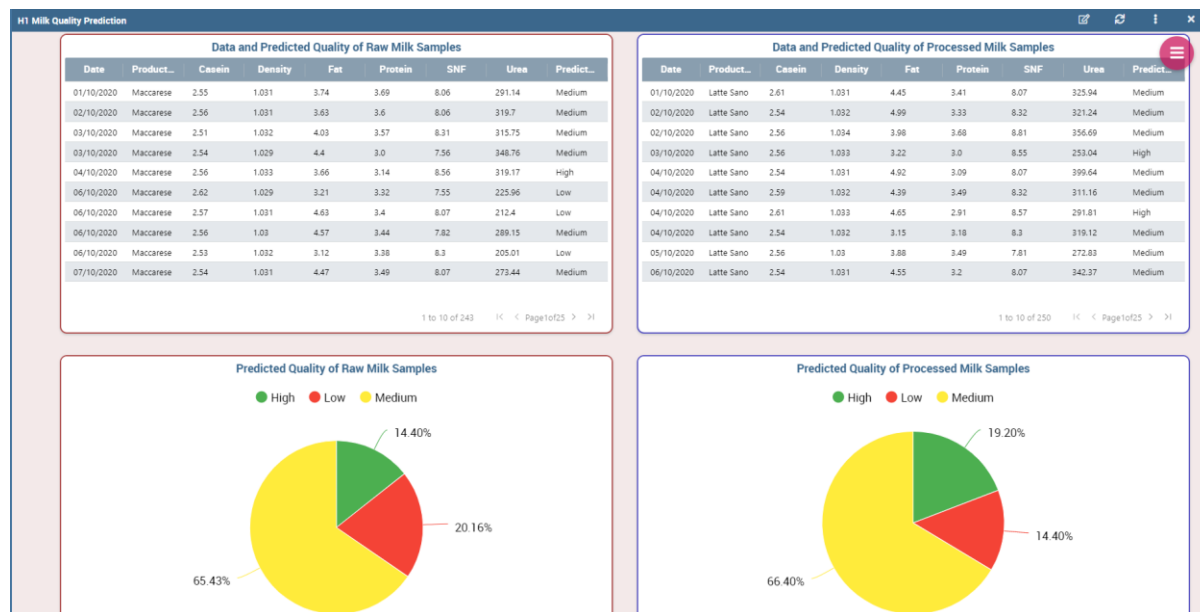 H1 Milk Quality Prediction
Data and Predicted Quality of Raw Milk Samples
Date Product... Casein Density Fat Protein SNF Urea Predict...
01/10/2020 Maccarese 2.55 1.031 3.74 3.69 8.06 291.14 Medium
02/10/2020 Maccarese 2.56 1.031 3.63 3.6 8.06 319.7 Medium
03/10/2020 Maccarese 2.51 1.032 4.03 3.57 8.31 315.75 Medium
03/10/2020 Maccarese 2.54 1.029 4.4 3.0 7.56 348.76 Medium
04/10/2020 Maccarese 2.56 1.033 3.66 3.14 8.56 319.17 High
06/10/2020 Maccarese 2.62 1.029 3.21 3.32 7.55 225.96 Low
06/10/2020 Maccarese 2.57 1.031 4.63 3.4 8.07 212.4 Low
06/10/2020 Maccarese 2.56 1.03 4.57 3.44 7.82 289.15 Medium
06/10/2020 Maccarese 2.53 1.032 3.12 3.38 8.3 205.01 Low
07/10/2020 Maccarese 2.54 1.031 4.47 3.49 8.07 273.44 Medium
1 to 10 of 243 Page1of25
Data and Predicted Quality of Processed Milk Samples
Date Product... Casein Density Fat Protein SNF Urea Predict...
01/10/2020 Latte Sano 2.61 1.031 4.45 3.41 8.07 325.94 Medium
02/10/2020 Latte Sano 2.54 1.032 4.99 3.33 8.32 321.24 Medium
02/10/2020 Latte Sano 2.56 1.034 3.98 3.68 8.81 356.69 Medium
03/10/2020 Latte Sano 2.56 1.033 3.22 3.0 8.55 253.04 High
04/10/2020 Latte Sano 2.54 1.031 4.92 3.09 8.07 399.64 Medium
04/10/2020 Latte Sano 2.59 1.032 4.39 3.49 8.32 311.16 Medium
04/10/2020 Latte Sano 2.61 1.033 4.65 2.91 8.57 291.81 High
04/10/2020 Latte Sano 2.54 1.032 3.15 3.18 8.3 319.12 Medium
05/10/2020 Latte Sano 2.56 1.03 3.88 3.49 7.81 272.83 Medium
06/10/2020 Latte Sano 2.54 1.031 4.55 3.2 8.07 342.37 Medium
1 to 10 of 250 Page1of25
Predicted Quality of Raw Milk Samples
High Low Medium
14.40%
20.16%
65.43%
Predicted Quality of Processed Milk Samples
High Low Medium
19.20%
14.40%
66.40%